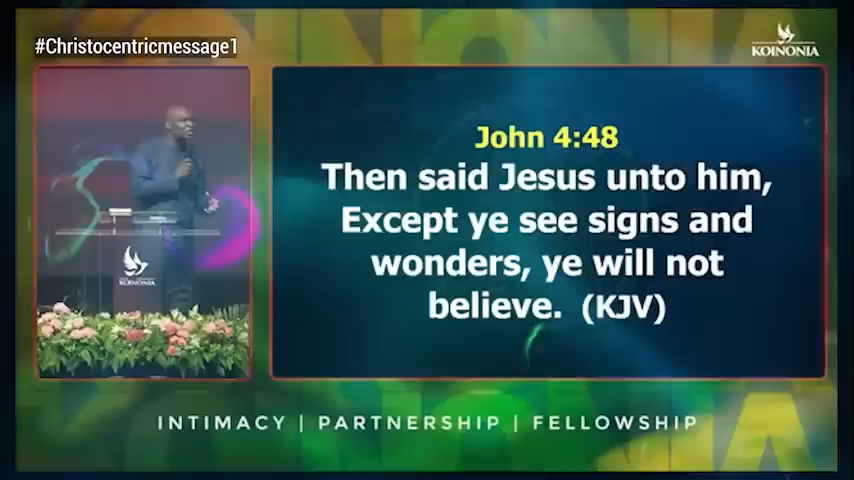 #Christocentricmessage1
KOINONIA
John 4:48
Then said Jesus unto him,
Except ye see signs and
wonders, ye will not
believe. (KJV)
KOINONIA
INTIMACY | PARTNERSHIP | FELLOWSHIP